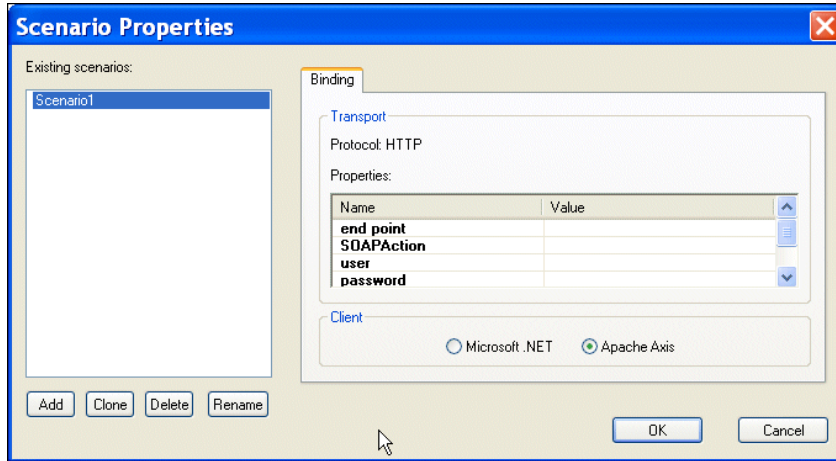 Scenario Properties
Existing scenarios:
Scenario1
Add Clone Delete Rename
Binding
Transport
Protocol: HTTP
Properties:
Name Value
end point
SOAPAction
user
password
Client
Microsoft .NET Apache Axis
OK Cancel